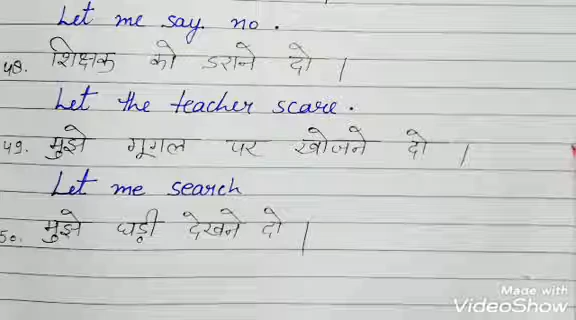 Let me say no.
48. शिक्षक को डराने दो |
Let the teacher scare.
49. मुझे गूगल पर खोजने दो |
Let me search
50. मुझे घड़ी देखने दो |
Made with
VideoShow